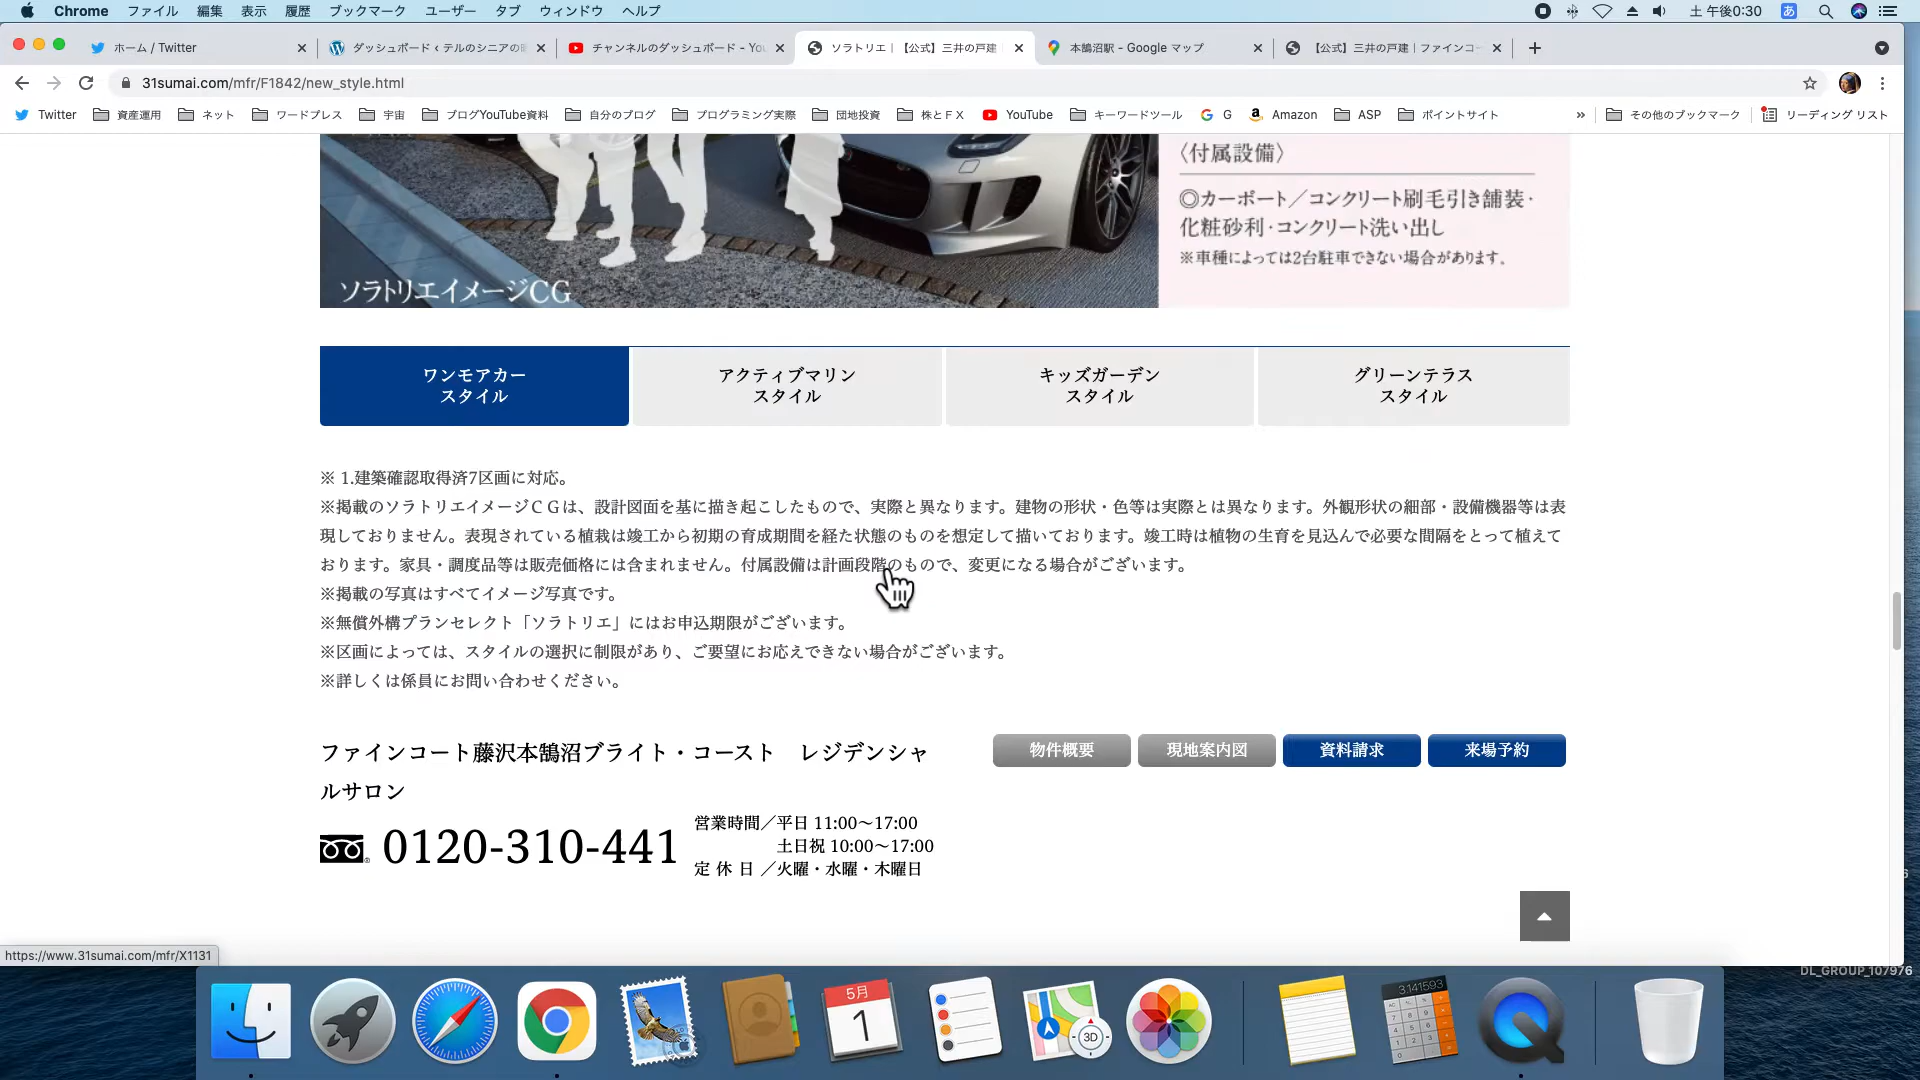 Chrome ファイル 編集 表示 履歴 ブックマーク ユーザー タブ ウィンドウ ヘルプ 土 午後0:30 あ
ホーム / Twitter ダッシュボード ‹ テルのシニアの チャンネルのダッシュボード - You ソラトリエ｜【公式】三井の戸建 本鵠沼駅 - Google マップ 【公式】三井の戸建｜ファインコー
31sumai.com/mfr/F1842/new_style.html
Twitter 資産運用 ネット ワードプレス 宇宙 ブログYouTube資料 自分のブログ プログラミング実際 団地投資 株とＦＸ YouTube キーワードツール G Amazon ASP ポイントサイト » その他のブックマーク リーディング リスト
〈付属設備〉
◎カーポート／コンクリート刷毛引き舗装・
化粧砂利・コンクリート洗い出し
※車種によっては2台駐車できない場合があります。
ソラトリエイメージCG
ワンモアカー
スタイル
アクティブマリン
スタイル
キッズガーデン
スタイル
グリーンテラス
スタイル
※ 1.建築確認取得済7区画に対応。
※掲載のソラトリエイメージＣＧは、設計図面を基に描き起こしたもので、実際と異なります。建物の形状・色等は実際とは異なります。外観形状の細部・設備機器等は表
現しておりません。表現されている植栽は竣工から初期の育成期間を経た状態のものを想定して描いております。竣工時は植物の生育を見込んで必要な間隔をとって植えて
おります。家具・調度品等は販売価格には含まれません。付属設備は計画段階のもので、変更になる場合がございます。
※掲載の写真はすべてイメージ写真です。
※無償外構プランセレクト「ソラトリエ」にはお申込期限がございます。
※区画によっては、スタイルの選択に制限があり、ご要望にお応えできない場合がございます。
※詳しくは係員にお問い合わせください。
ファインコート藤沢本鵠沼ブライト・コースト　レジデンシャ
ルサロン
物件概要 現地案内図 資料請求 来場予約
0120-310-441
営業時間／平日 11:00〜17:00
土日祝 10:00〜17:00
定 休 日 ／火曜・水曜・木曜日
https://www.31sumai.com/mfr/X1131
DL_GROUP_107976
5月
1
3D
3.141593